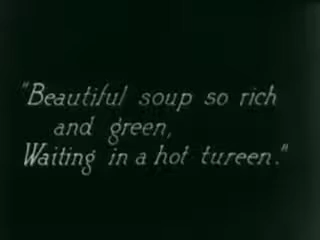 "Beautiful soup so rich
and green,
Waiting in a hot tureen."